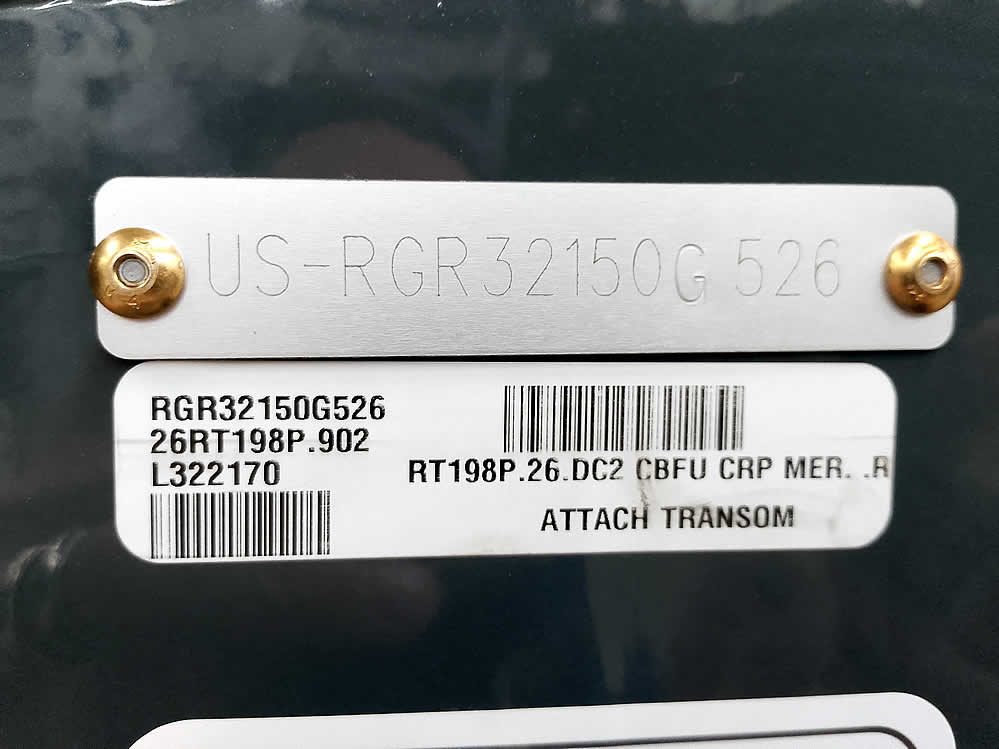 US-RGR32150G526
RGR32150G526
26RT198P.902
L322170
RT198P.26.DC2 CBFU CRP MER. .R
ATTACH TRANSOM